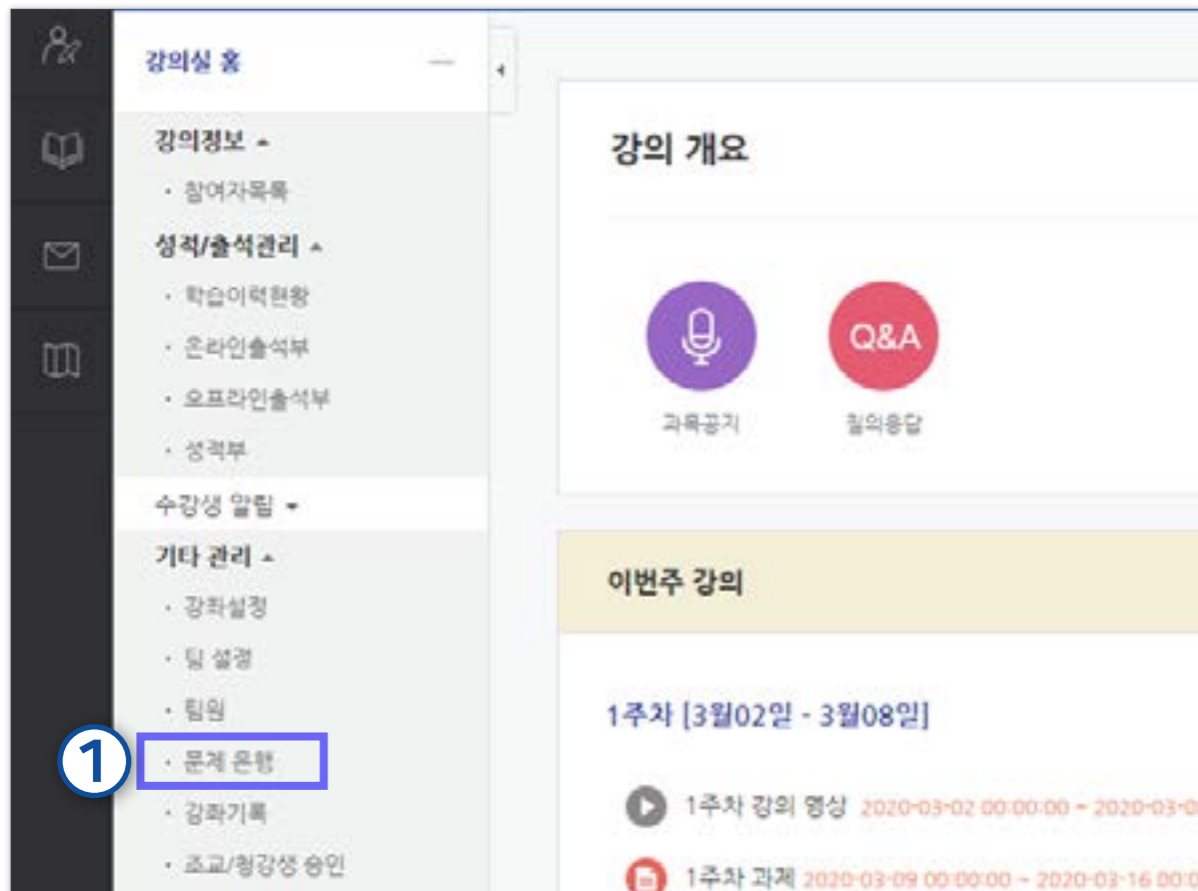 강의실 홈
강의정보
· 참여자목록
성적/출석관리
· 학습이력현황
· 온라인출석부
· 오프라인출석부
· 성적부
수강생 알림
기타 관리
· 강좌설정
· 팀 설정
· 팀원
1
· 문제 은행
· 강좌기록
· 조교/청강생 승인
강의 개요
Q&A
과목공지
질의응답
이번주 강의
1주차 [3월02일 - 3월08일]
1주차 강의 영상 2020-03-02 00:00:00 ~ 2020-03-0
1주차 과제 2020-03-09 00:00:00 ~ 2020-03-16 00:0